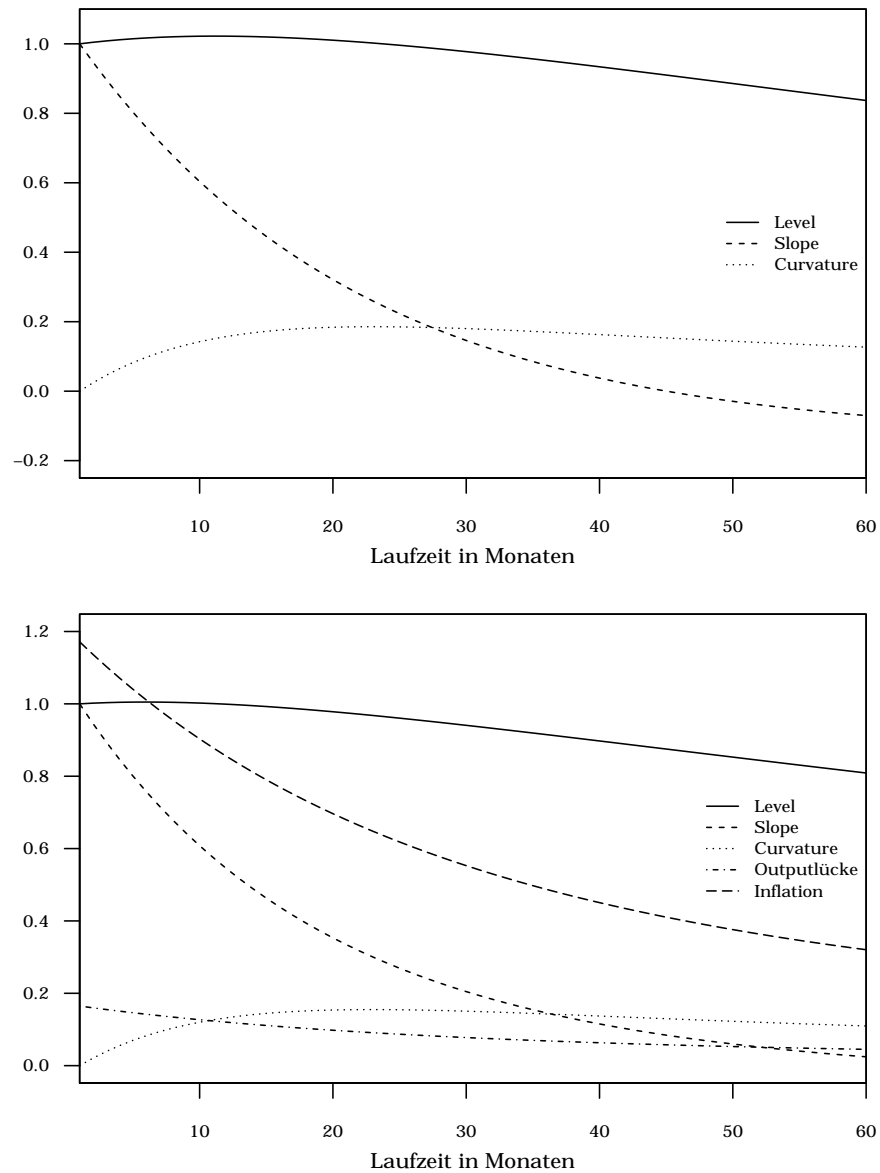 1.0
0.8
0.6
0.4
0.2
0.0
−0.2
Level
Slope
Curvature
10 20 30 40 50 60
Laufzeit in Monaten
1.2
1.0
0.8
0.6
0.4
0.2
0.0
Level
Slope
Curvature
Outputlücke
Inflation
10 20 30 40 50 60
Laufzeit in Monaten